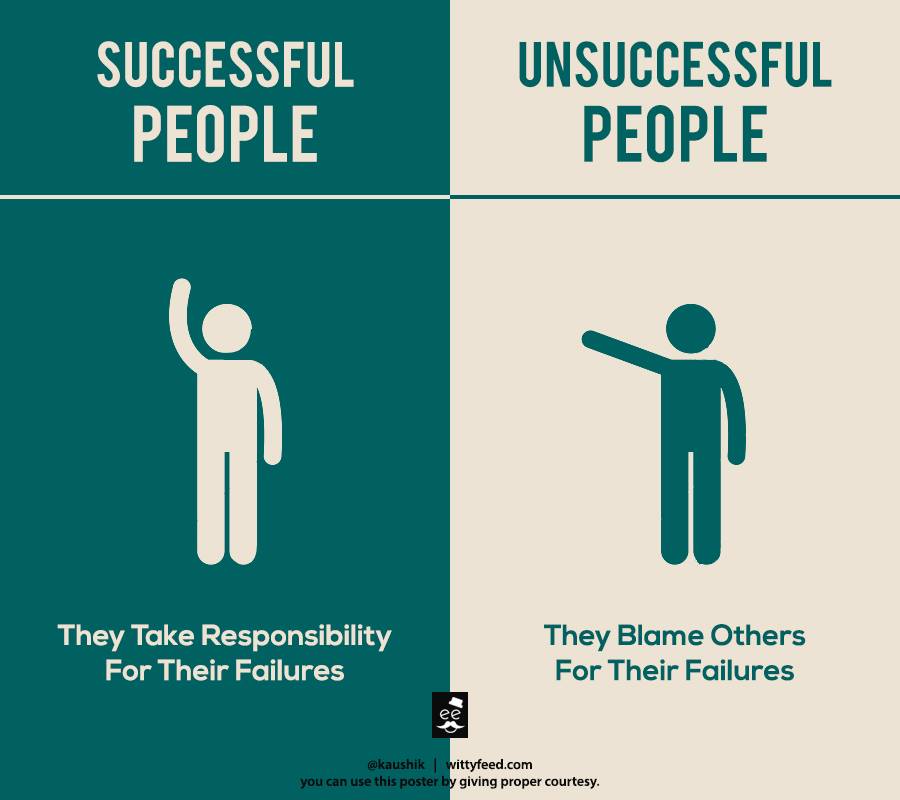 SUCCESSFUL
PEOPLE
They Take Responsibility
For Their Failures
UNSUCCESSFUL
PEOPLE
They Blame Others
For Their Failures
ee
@kaushik | wittyfeed.com
you can use this poster by giving proper courtesy.